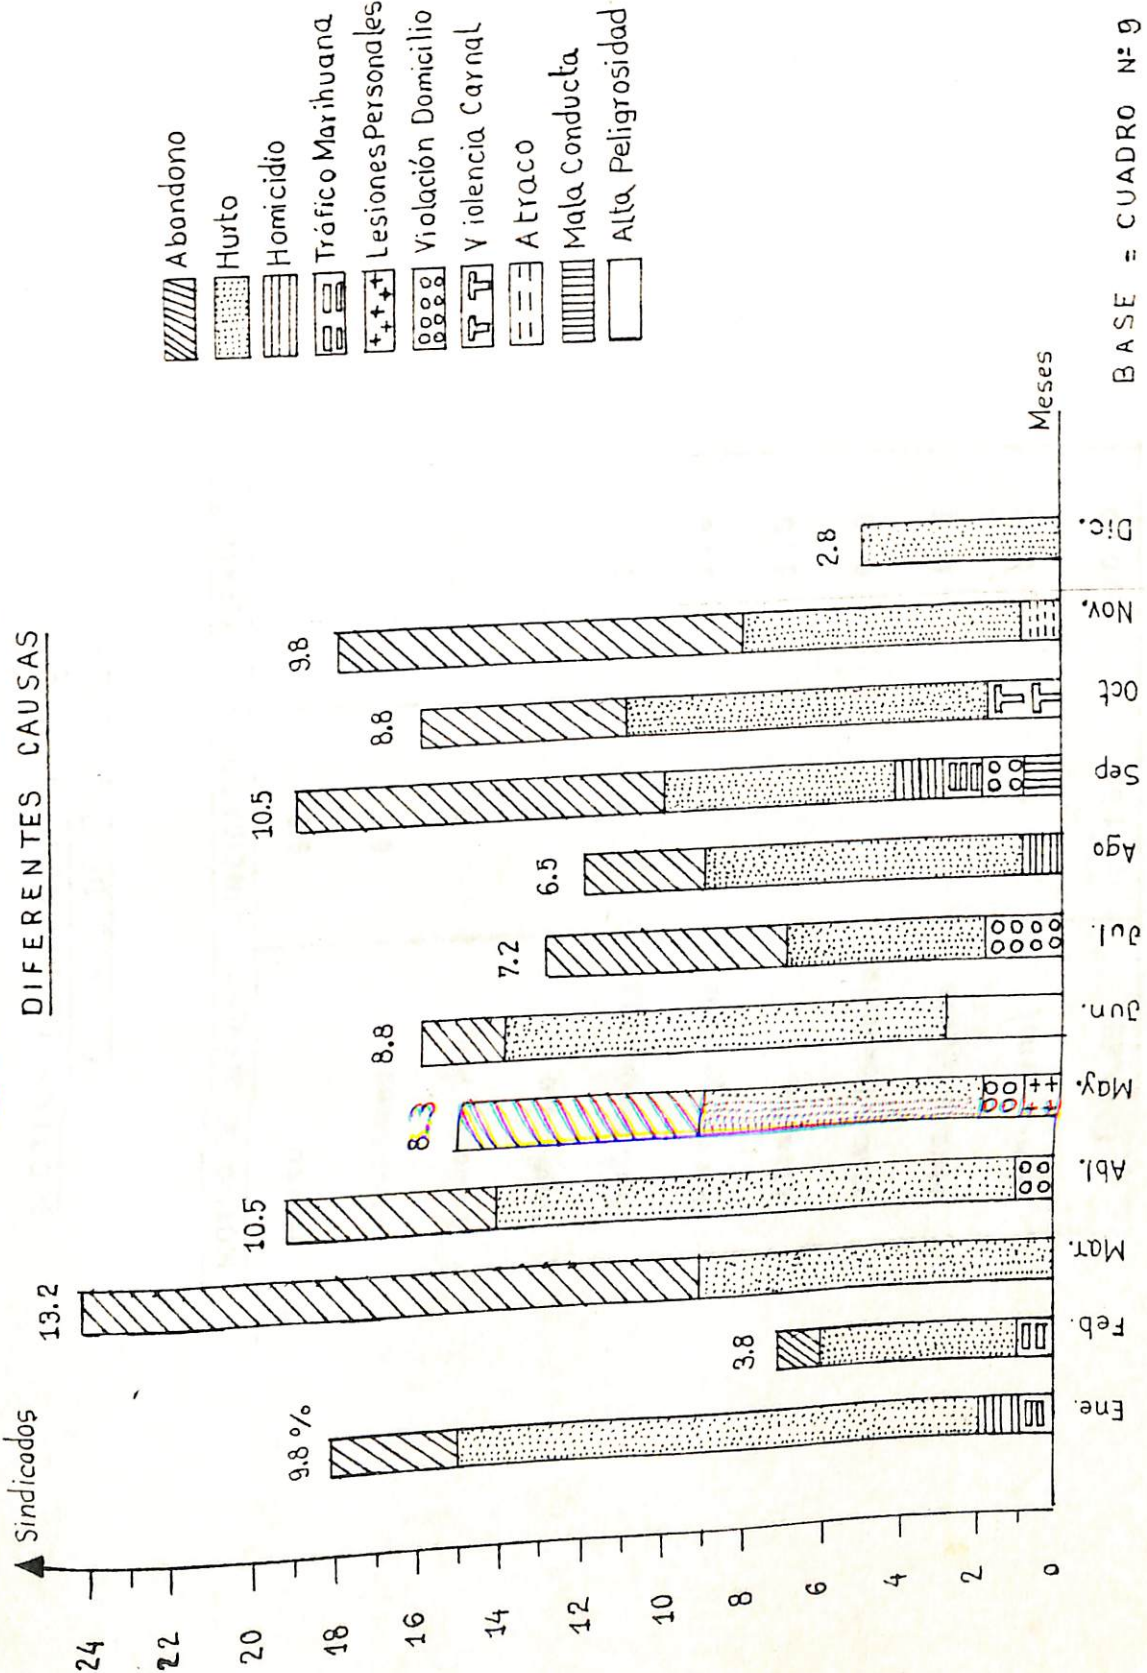 DIFERENTES CAUSAS
Sindicados
24
22
20
18
16
14
12
10
8
6
4
2
0
9.8 %
3.8
13.2
10.5
8.3
8.8
7.2
6.5
10.5
8.8
9.8
2.8
Ene.
Feb.
Mar.
Abl.
May.
Jun.
Jul.
Ago
Sep
Oct
Nov.
Dic.
Meses
Abandono
Hurto
Homicidio
Tráfico Marihuana
Lesiones Personales
Violación Domicilio
Violencia Carnal
Atraco
Mala Conducta
Alta Peligrosidad
BASE = CUADRO Nº 9